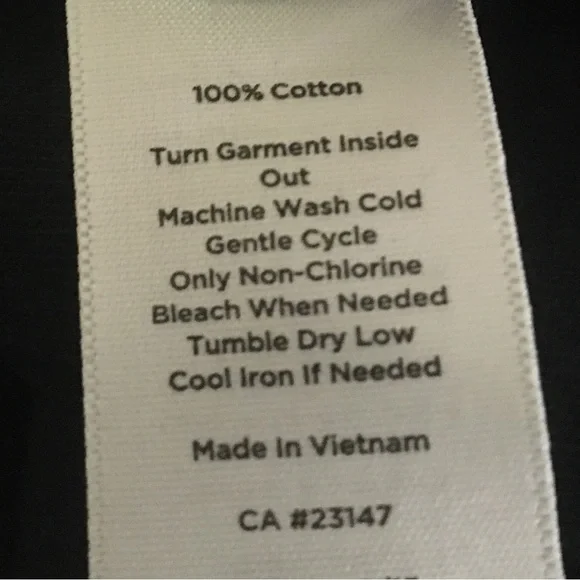 100% Cotton
Turn Garment Inside
Out
Machine Wash Cold
Gentle Cycle
Only Non-Chlorine
Bleach When Needed
Tumble Dry Low
Cool Iron If Needed
Made In Vietnam
CA #23147